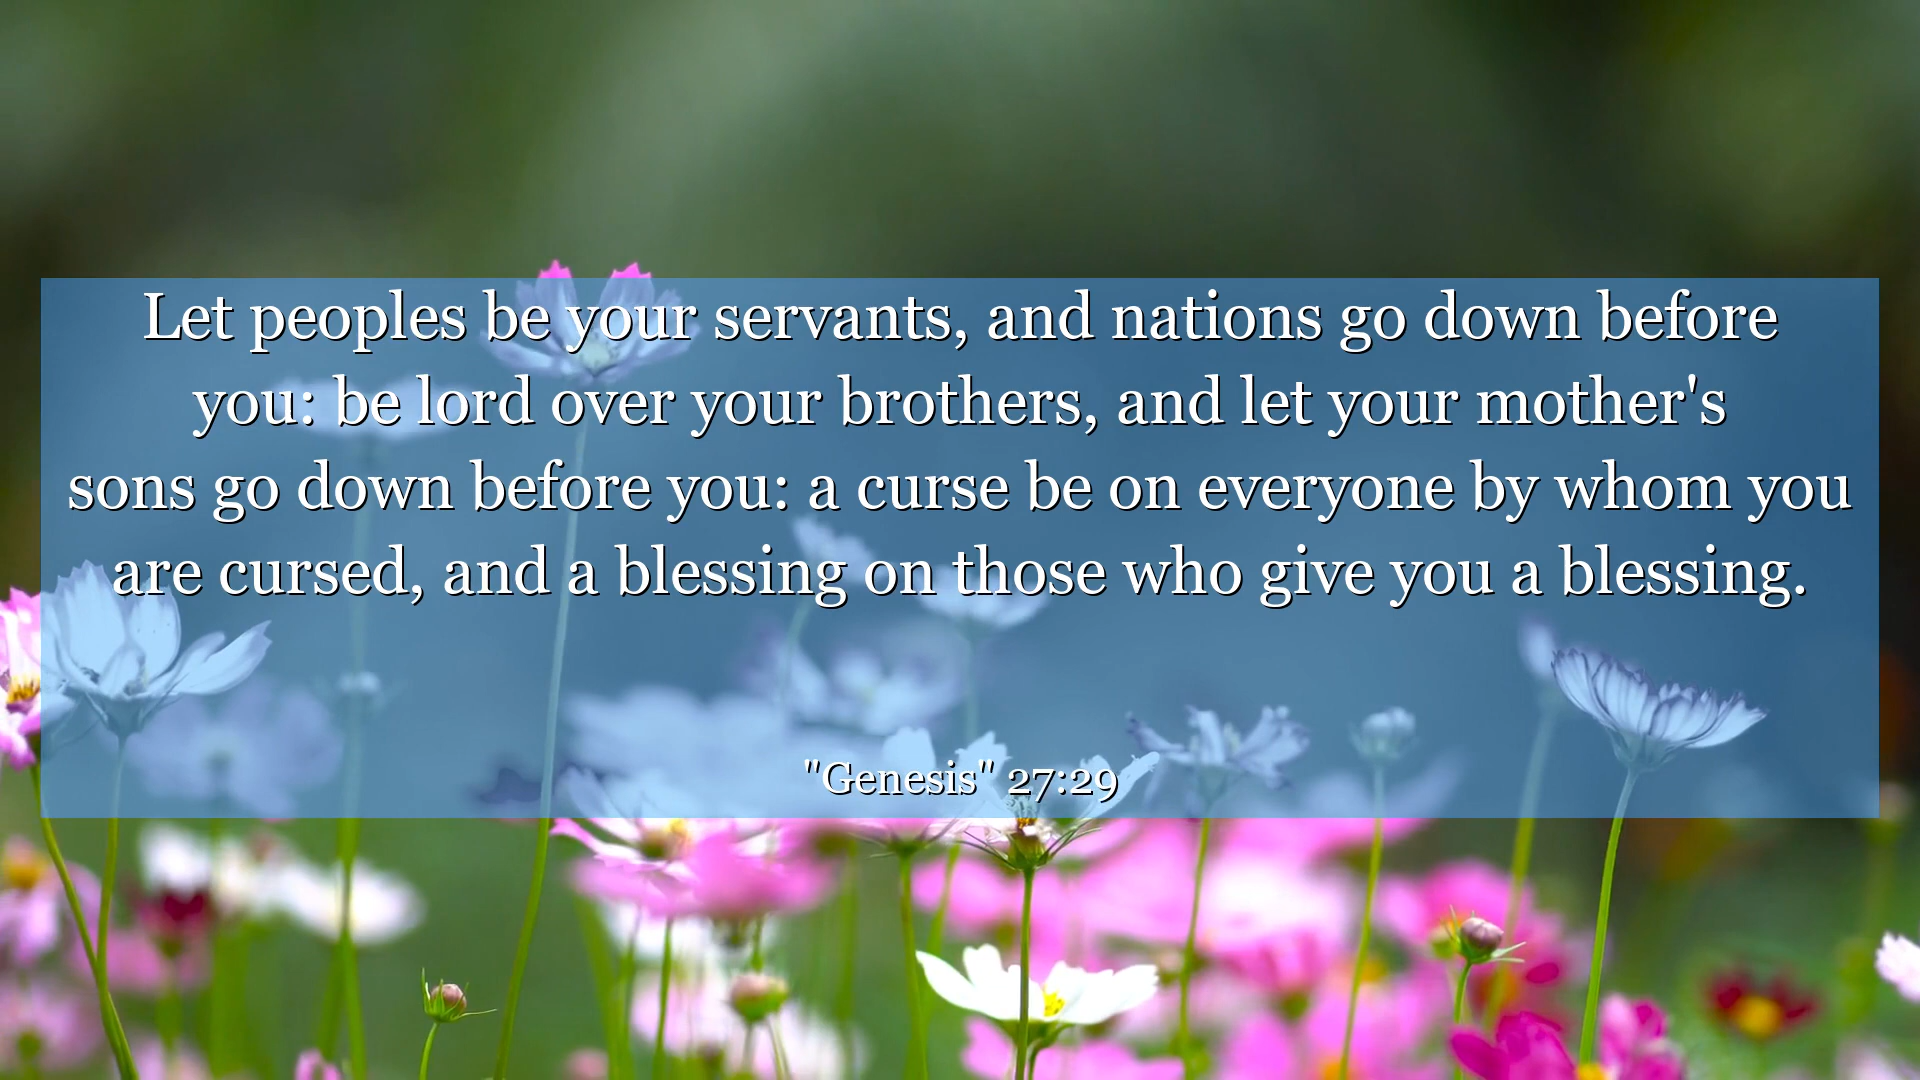 Let peoples be your servants, and nations go down before
you: be lord over your brothers, and let your mother's
sons go down before you: a curse be on everyone by whom you
are cursed, and a blessing on those who give you a blessing.
"Genesis" 27:29